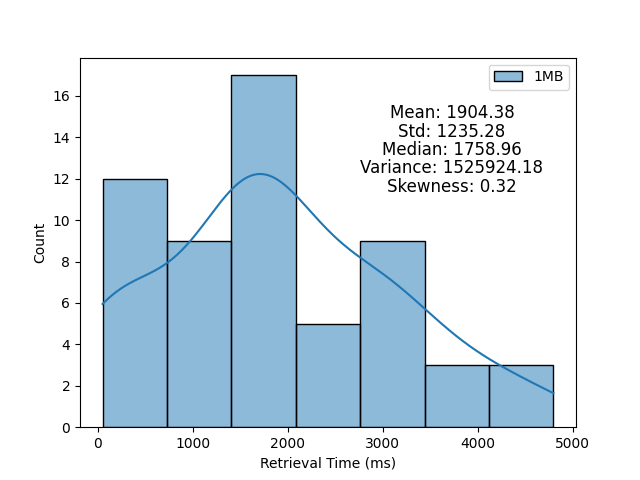 1MB
Mean: 1904.38
Std: 1235.28
Median: 1758.96
Variance: 1525924.18
Skewness: 0.32
16
14
12
10
8
6
4
2
0
Count
0 1000 2000 3000 4000 5000
Retrieval Time (ms)